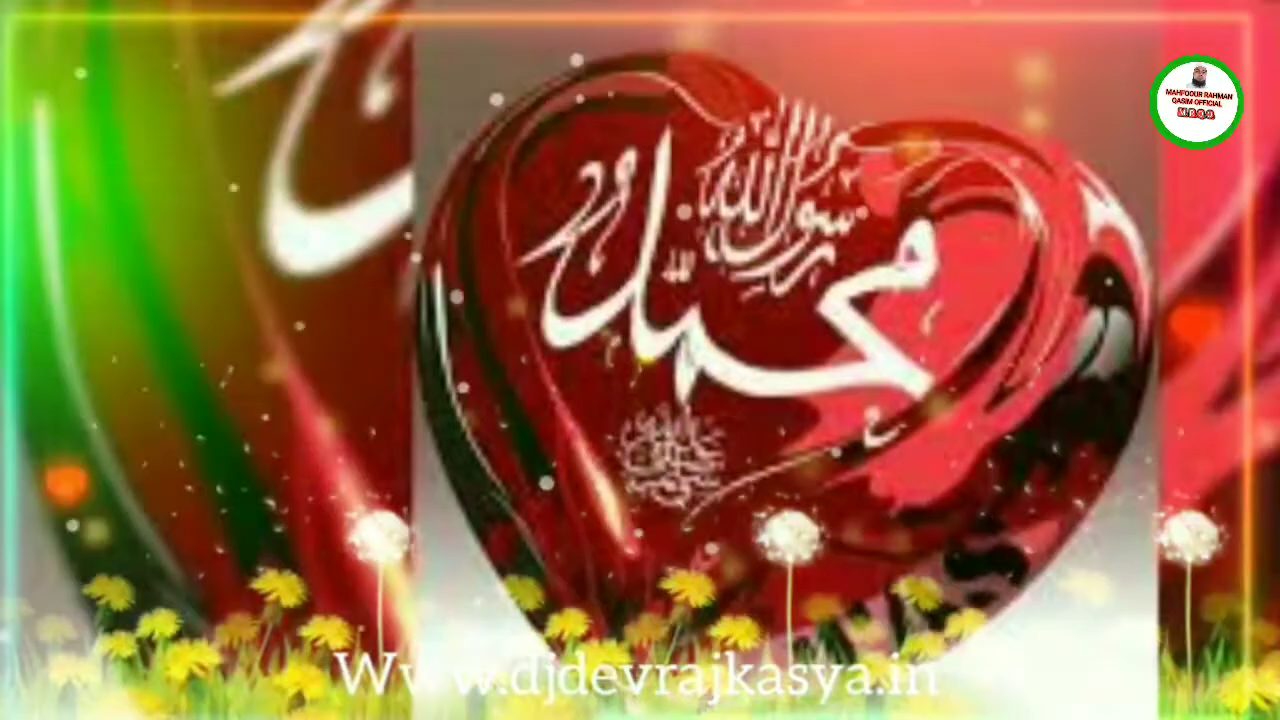 MAHFOOUR RAHMAN
QASIM OFFICIAL
M R Q O
رسول الله
محمد
Www.djdevrajkasya.in